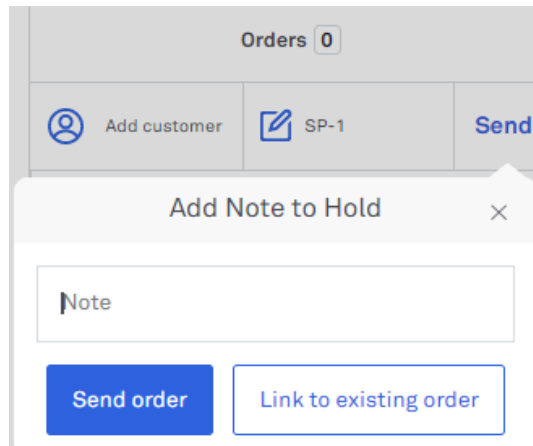 Orders 0
Add customer SP-1 Send
Add Note to Hold
Note
Send order Link to existing order